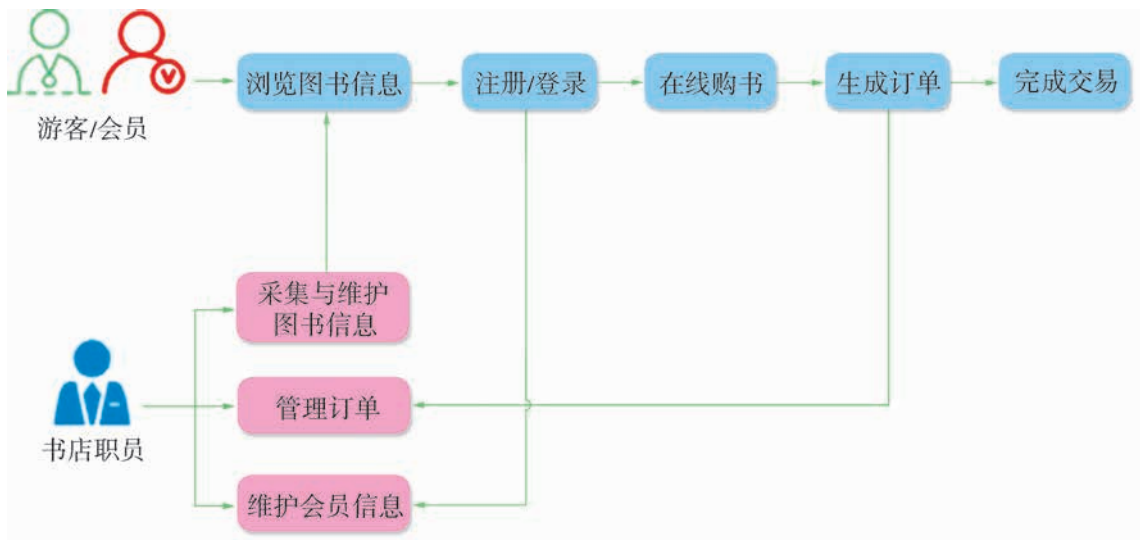 浏览图书信息
注册/登录
在线购书
生成订单
完成交易
游客/会员
采集与维护
图书信息
管理订单
书店职员
维护会员信息